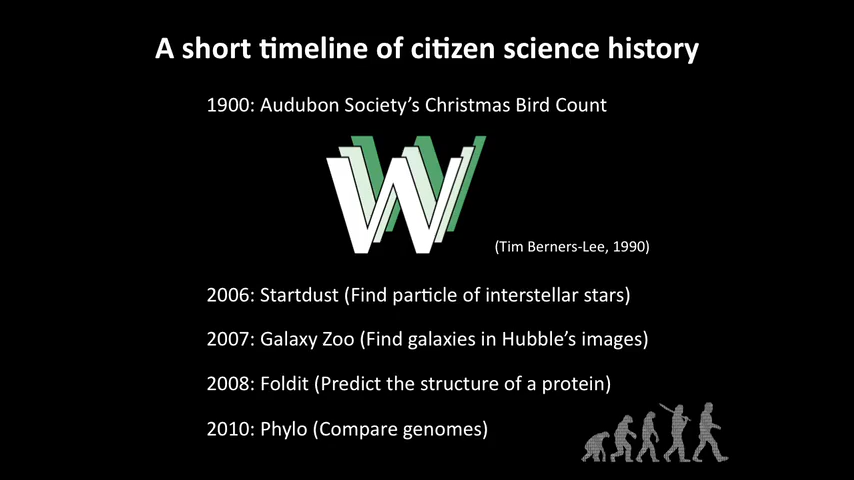 A short timeline of citizen science history
1900: Audubon Society’s Christmas Bird Count
WWW
(Tim Berners-Lee, 1990)
2006: Startdust (Find particle of interstellar stars)
2007: Galaxy Zoo (Find galaxies in Hubble’s images)
2008: Foldit (Predict the structure of a protein)
2010: Phylo (Compare genomes)